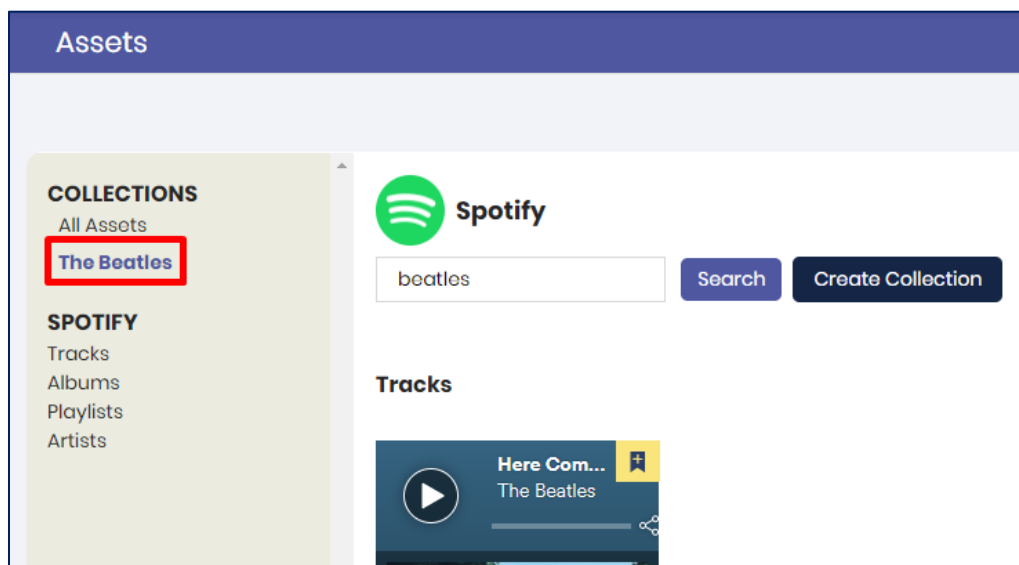 Assets
COLLECTIONS
All Assets
The Beatles
SPOTIFY
Tracks
Albums
Playlists
Artists
Spotify
beatles
Search
Create Collection
Tracks
Here Com...
The Beatles